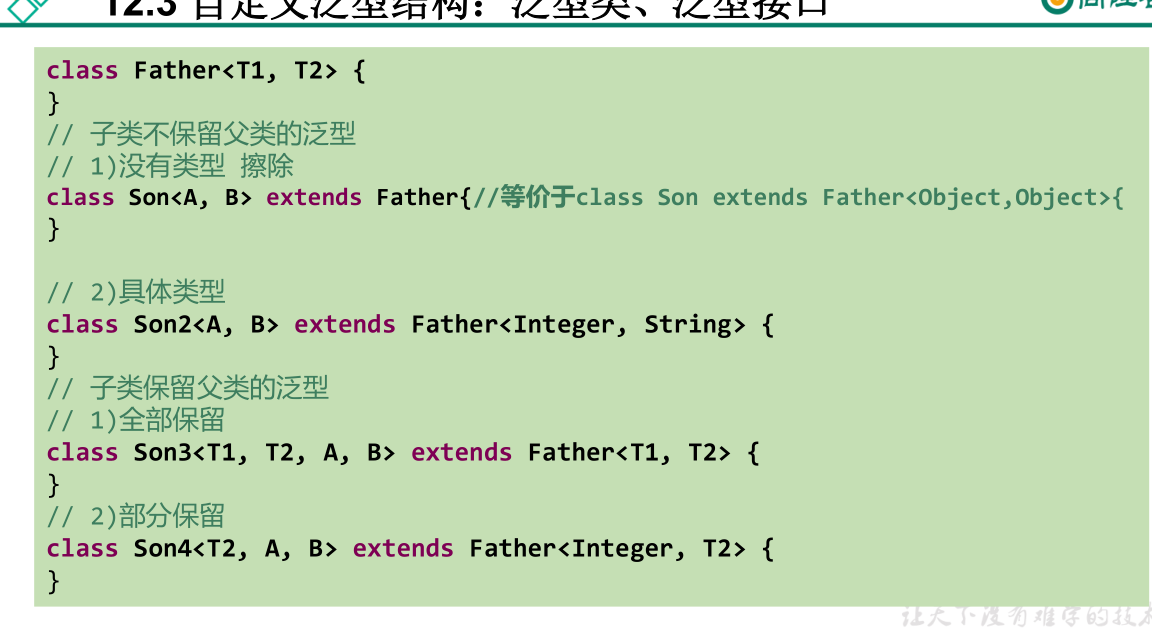 12.3 自定义泛型结构：泛型类、泛型接口
class Father<T1, T2> {
}
// 子类不保留父类的泛型
// 1)没有类型 擦除
class Son<A, B> extends Father{//等价于class Son extends Father<Object,Object>{
}
// 2)具体类型
class Son2<A, B> extends Father<Integer, String> {
}
// 子类保留父类的泛型
// 1)全部保留
class Son3<T1, T2, A, B> extends Father<T1, T2> {
}
// 2)部分保留
class Son4<T2, A, B> extends Father<Integer, T2> {
}
让天下没有难学的技